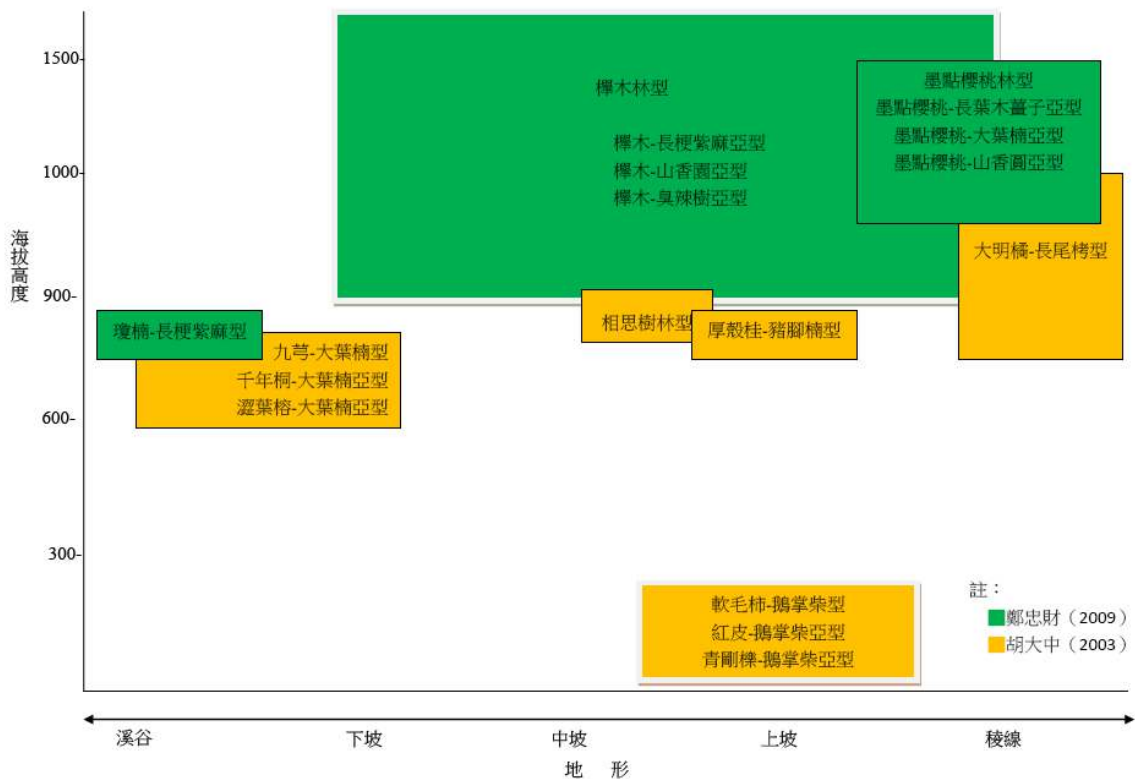 1500-
櫸木林型
墨點櫻桃林型
墨點櫻桃-長葉木薑子亞型
墨點櫻桃-大葉楠亞型
墨點櫻桃-山香圓亞型
櫸木-長梗紫麻亞型
櫸木-山香園亞型
櫸木-臭辣樹亞型
1000-
海拔高度
大明橘-長尾栲型
900-
相思樹林型
厚殼桂-豬腳楠型
瓊楠-長梗紫麻型
九芎-大葉楠型
千年桐-大葉楠亞型
澀葉榕-大葉楠亞型
600-
300-
軟毛柿-鵝掌柴型
紅皮-鵝掌柴亞型
青剛櫟-鵝掌柴亞型
註：
鄭忠財（2009）
胡大中（2003）
溪谷 下坡 中坡 上坡 稜線
地 形